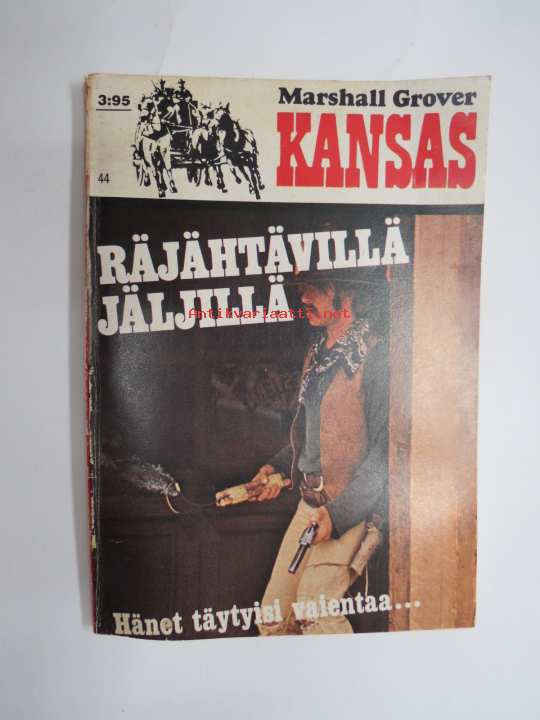 3:95
Marshall Grover
KANSAS
44
RÄJÄHTÄVILLÄ
JÄLJILLÄ
Antikvariaatti.net
Hänet täytyisi vaientaa...